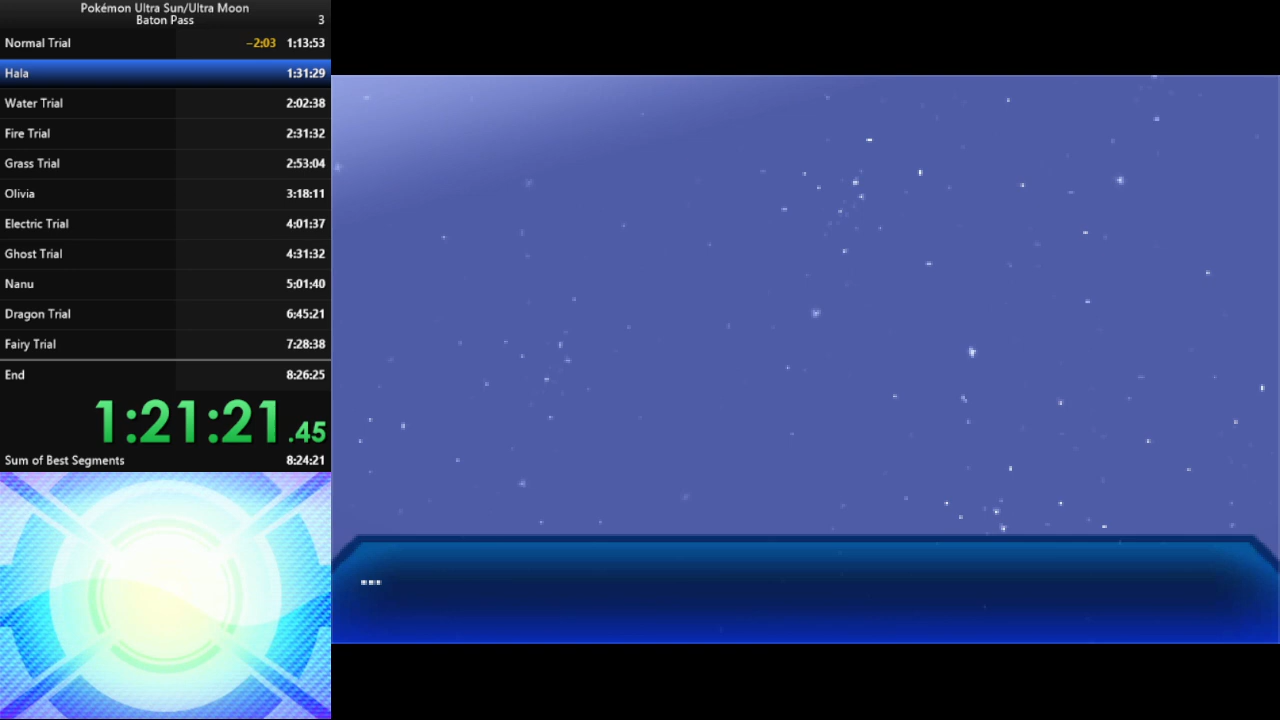 Pokémon Ultra Sun/Ultra Moon
Baton Pass 3
Normal Trial −2:03 1:13:53
Hala 1:31:29
Water Trial 2:02:38
Fire Trial 2:31:32
Grass Trial 2:53:04
Olivia 3:18:11
Electric Trial 4:01:37
Ghost Trial 4:31:32
Nanu 5:01:40
Dragon Trial 6:45:21
Fairy Trial 7:28:38
End 8:26:25
1:21:21.45
Sum of Best Segments 8:24:21
...